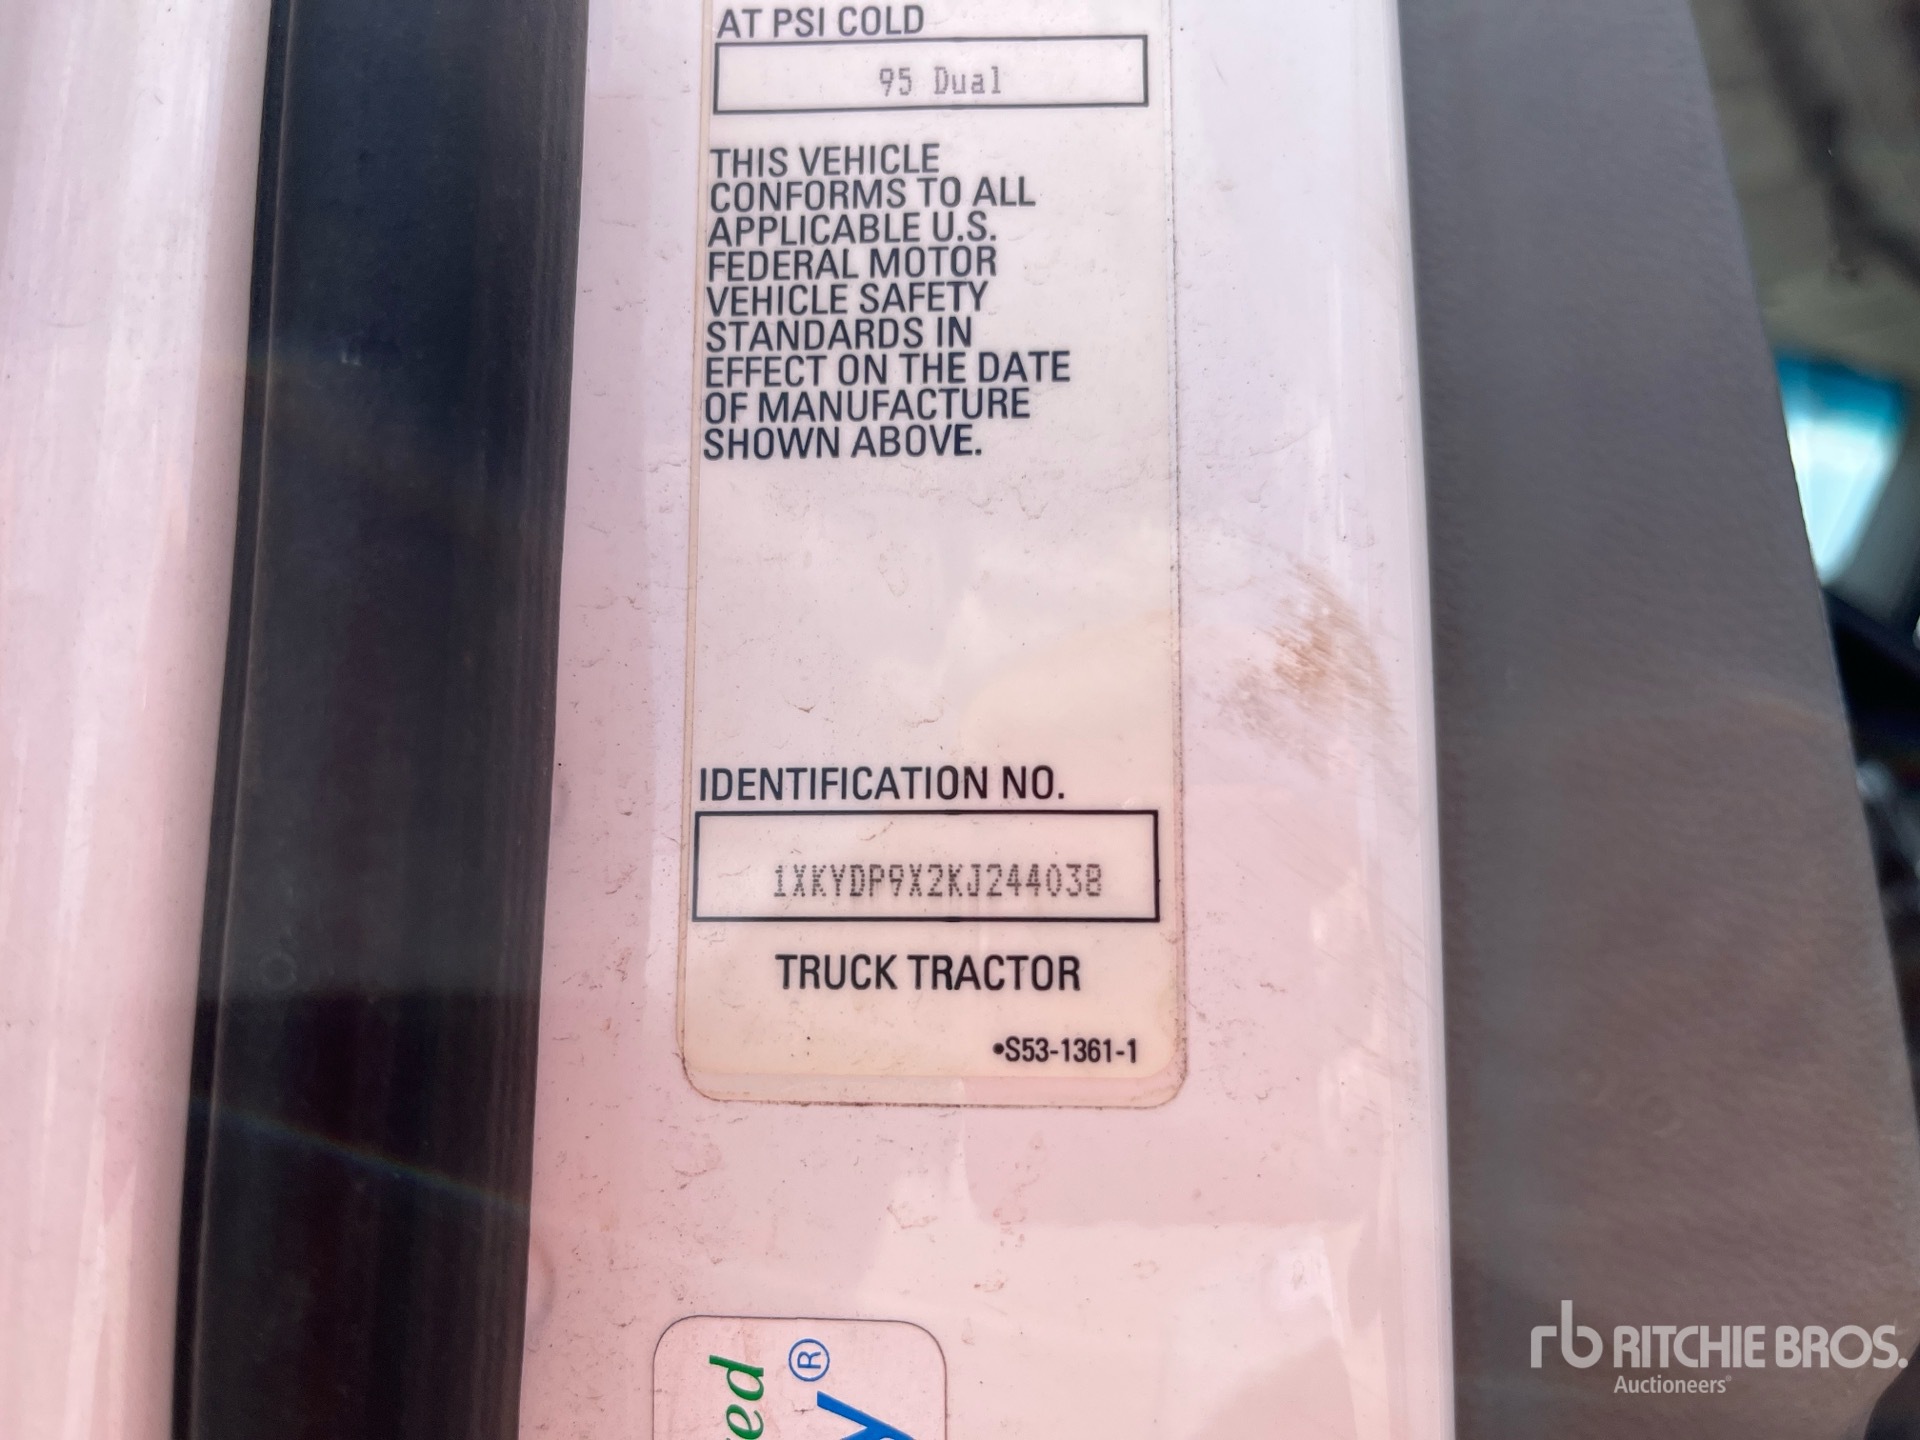 AT PSI COLD
95 Dual
THIS VEHICLE
CONFORMS TO ALL
APPLICABLE U.S.
FEDERAL MOTOR
VEHICLE SAFETY
STANDARDS IN
EFFECT ON THE DATE
OF MANUFACTURE
SHOWN ABOVE.
IDENTIFICATION NO.
1XKYDP9X2KJ244038
TRUCK TRACTOR
•S53-1361-1
rb RITCHIE BROS.
Auctioneers®